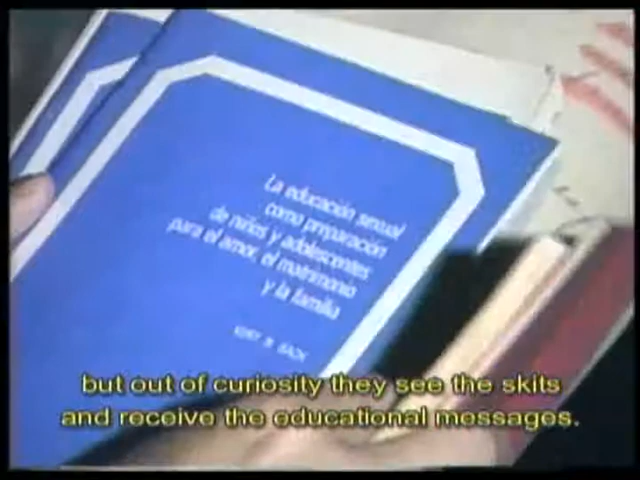 La educación sexual
como preparación
de niños y adolescentes
para el amor, el matrimonio
y la familia
but out of curiosity they see the skits
and receive the educational messages.